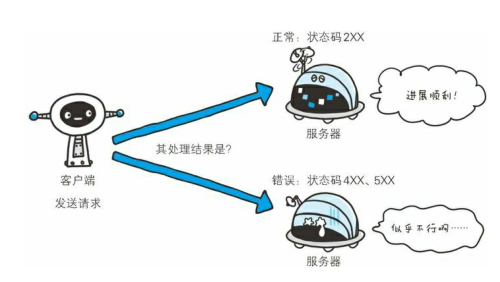 正常：状态码2XX
进展顺利！
服务器
其处理结果是？
客户端
发送请求
错误：状态码4XX、5XX
似乎不行啊……
服务器